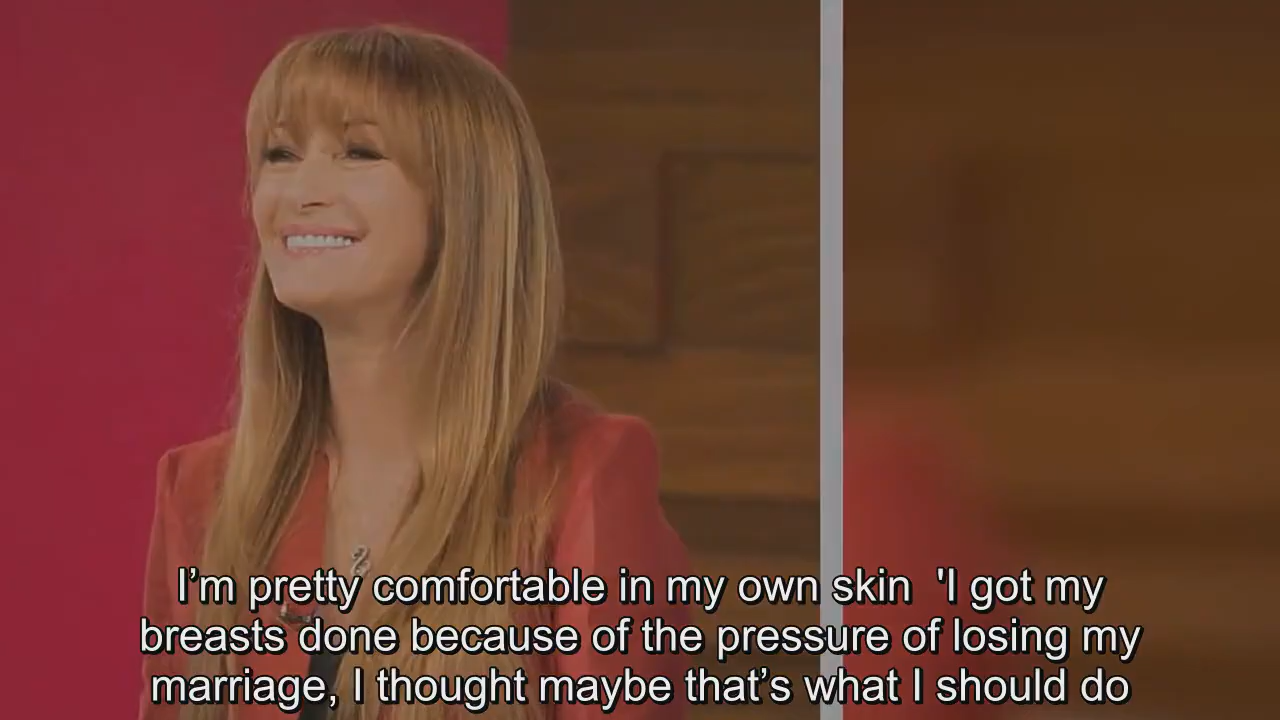 I’m pretty comfortable in my own skin  'I got my
breasts done because of the pressure of losing my
marriage, I thought maybe that’s what I should do